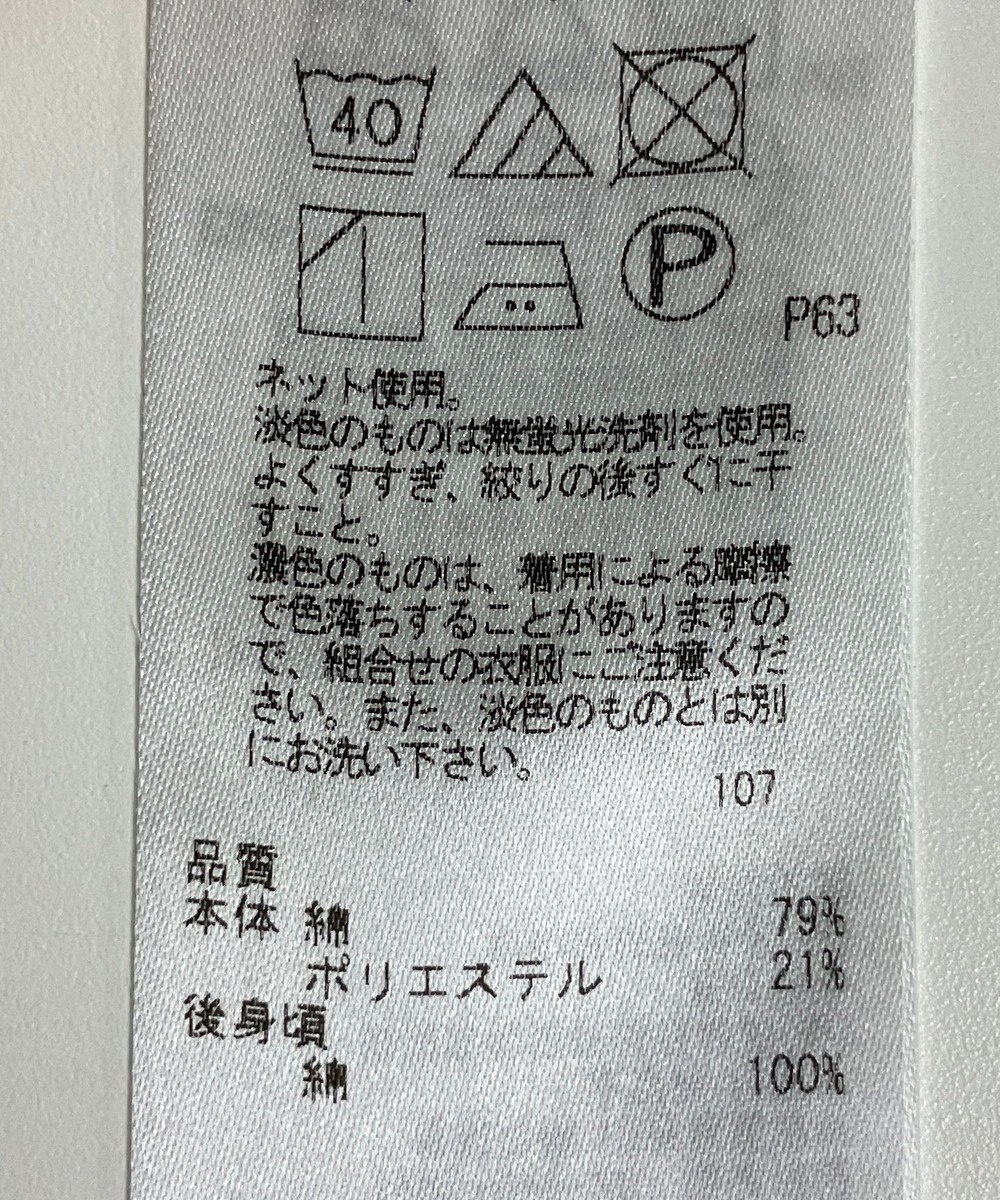 40
P
P63
ネット使用。
淡色のものは無蛍光洗剤を使用。
よくすすぎ、絞りの後すぐに干
すこと。
濃色のものは、着用による摩擦
で色落ちすることがありますの
で、組合せの衣服にご注意くだ
さい。また、淡色のものとは別
にお洗い下さい。
107
品質
本体 綿 79%
ポリエステル 21%
後身頃
綿 100%